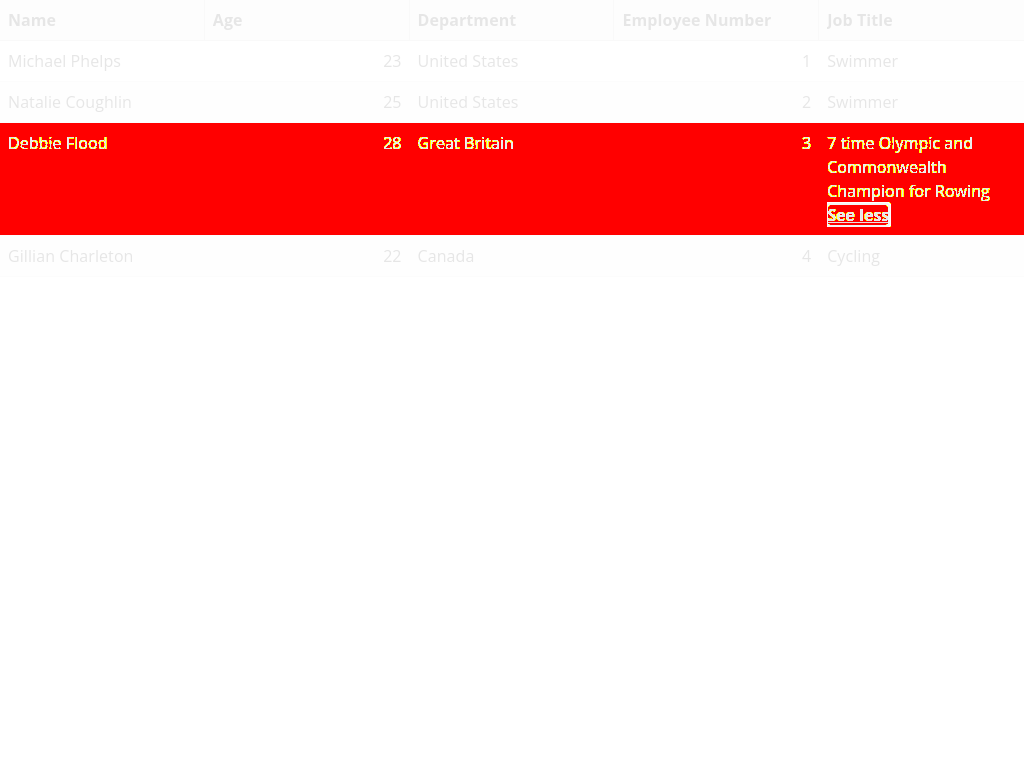 Name Age Department Employee Number Job Title
Michael Phelps 23 United States 1 Swimmer
Natalie Coughlin 25 United States 2 Swimmer
Debbie Flood 28 Great Britain 3 7 time Olympic and
Commonwealth
Champion for Rowing
See less
Gillian Charleton 22 Canada 4 Cycling